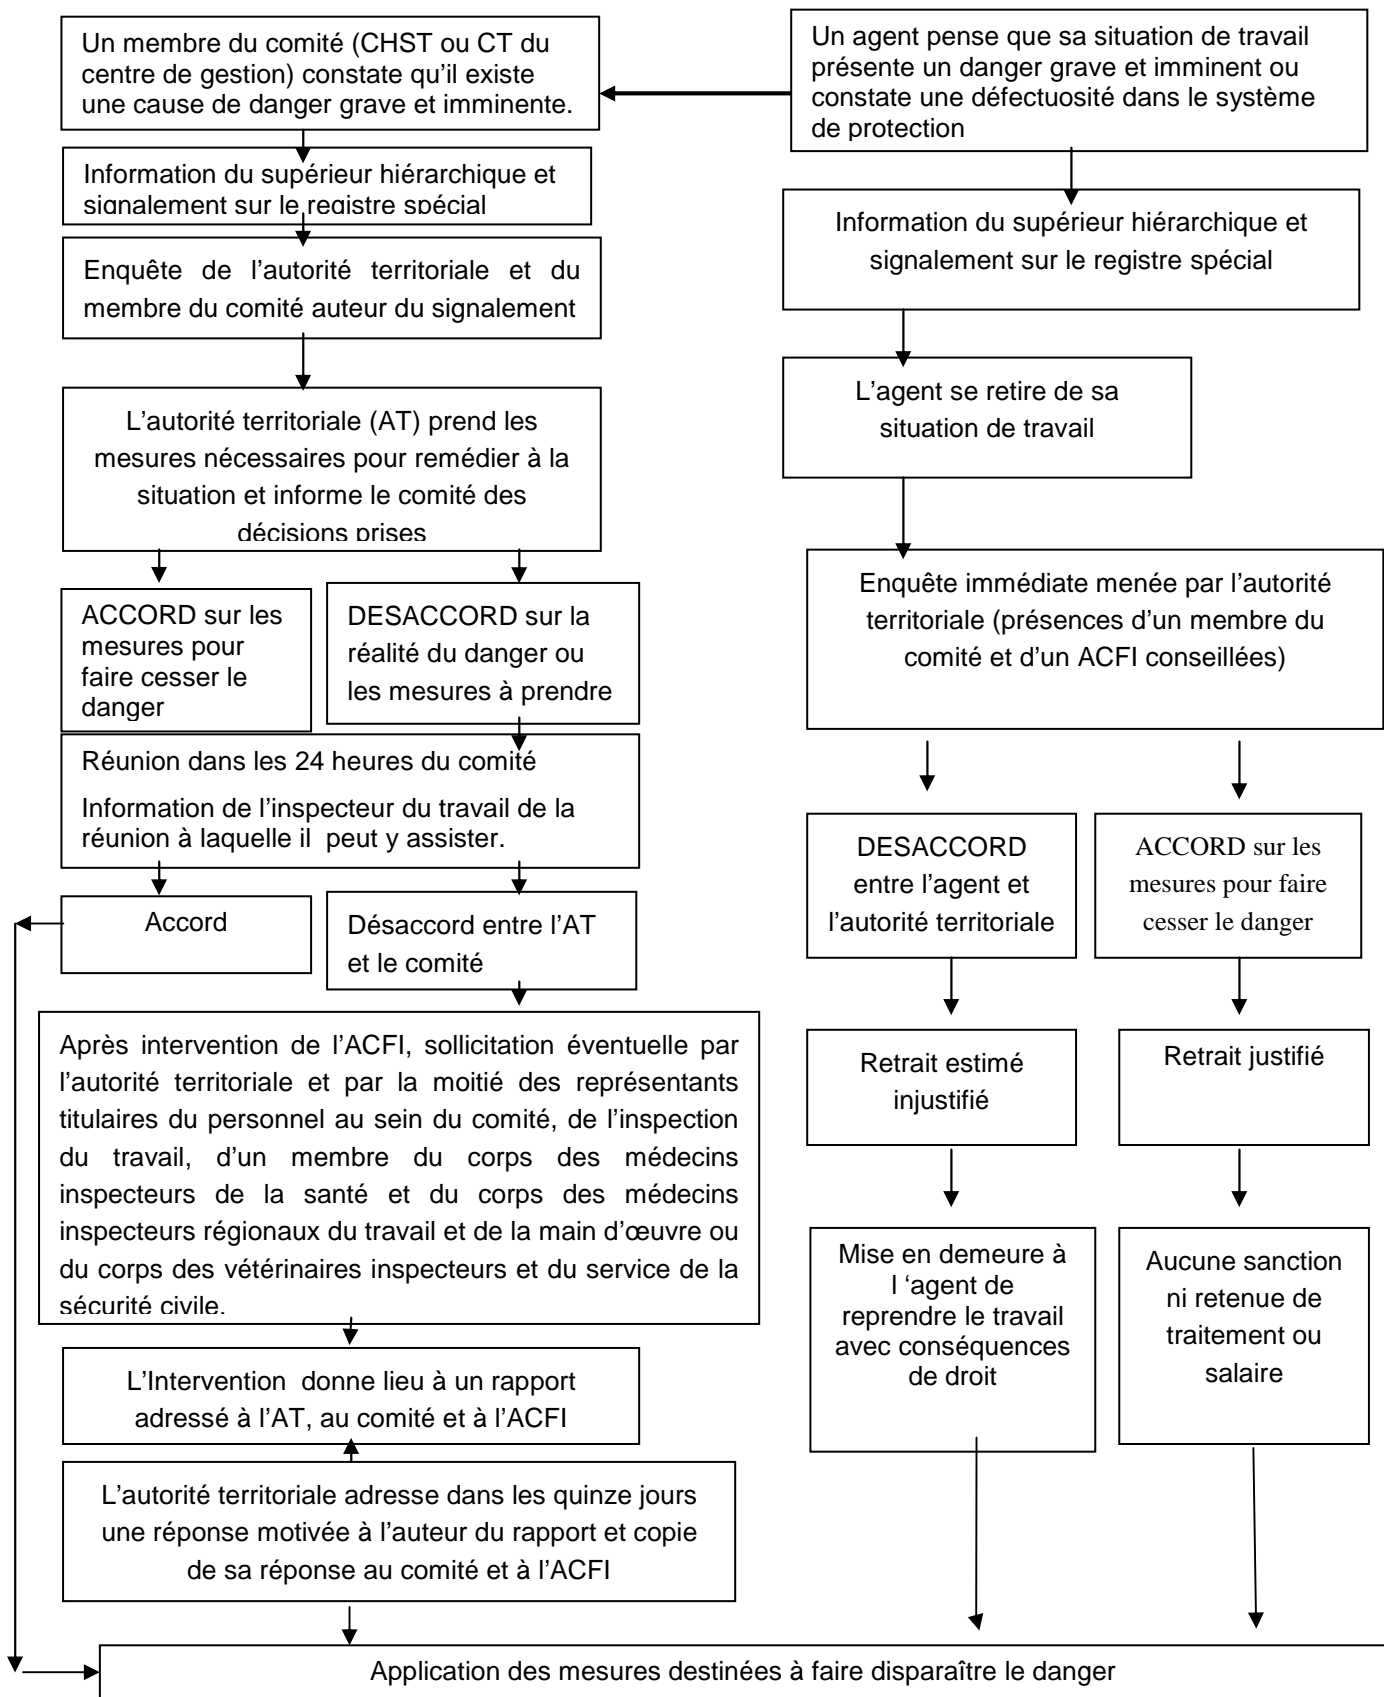 Un membre du comité (CHST ou CT du
centre de gestion) constate qu'il existe
une cause de danger grave et imminente.
Un agent pense que sa situation de travail
présente un danger grave et imminent ou
constate une défectuosité dans le système
de protection
Information du supérieur hiérarchique et
signalement sur le registre spécial
Information du supérieur hiérarchique et
signalement sur le registre spécial
Enquête de l'autorité territoriale et du
membre du comité auteur du signalement
L'agent se retire de sa
situation de travail
L'autorité territoriale (AT) prend les
mesures nécessaires pour remédier à la
situation et informe le comité des
décisions prises
Enquête immédiate menée par l'autorité
territoriale (présences d'un membre du
comité et d'un ACFI conseillées)
ACCORD sur les
mesures pour
faire cesser le
danger
DESACCORD sur la
réalité du danger ou
les mesures à prendre
Réunion dans les 24 heures du comité
Information de l'inspecteur du travail de la
réunion à laquelle il  peut y assister.
DESACCORD
entre l'agent et
l'autorité territoriale
ACCORD sur les
mesures pour faire
cesser le danger
Accord
Désaccord entre l'AT
et le comité
Après intervention de l'ACFI, sollicitation éventuelle par
l'autorité territoriale et par la moitié des représentants
titulaires du personnel au sein du comité, de l'inspection
du travail, d'un membre du corps des médecins
inspecteurs de la santé et du corps des médecins
inspecteurs régionaux du travail et de la main d'œuvre ou
du corps des vétérinaires inspecteurs et du service de la
sécurité civile.
Retrait estimé
injustifié
Retrait justifié
Mise en demeure à
l 'agent de
reprendre le travail
avec conséquences
de droit
Aucune sanction
ni retenue de
traitement ou
salaire
L'Intervention  donne lieu à un rapport
adressé à l'AT, au comité et à l'ACFI
L'autorité territoriale adresse dans les quinze jours
une réponse motivée à l'auteur du rapport et copie
de sa réponse au comité et à l'ACFI
Application des mesures destinées à faire disparaître le danger